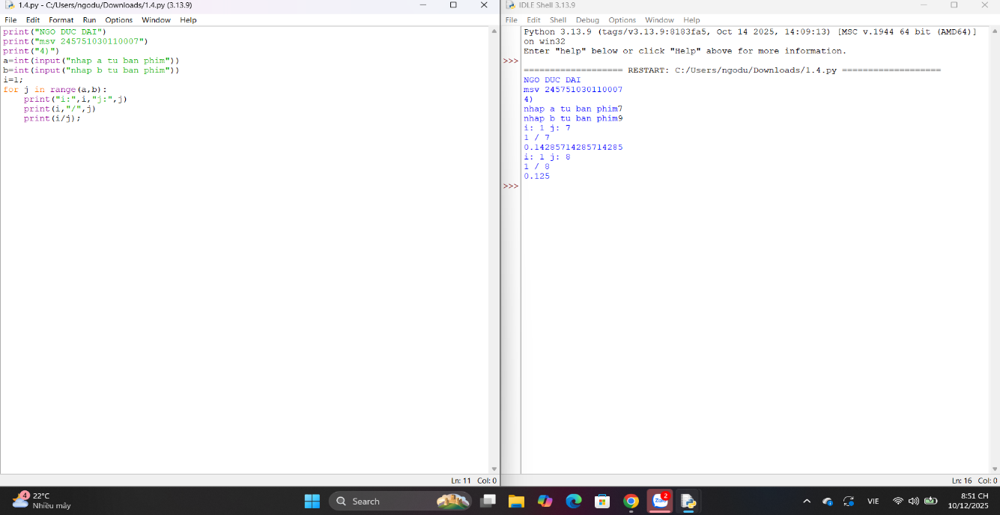 1.4.py - C:/Users/ngodu/Downloads/1.4.py (3.13.9)
File Edit Format Run Options Window Help
print("NGO DUC DAI")
print("msv 245751030110007")
print("4)")
a=int(input("nhap a tu ban phim"))
b=int(input("nhap b tu ban phim"))
i=1;
for j in range(a,b):
    print("i:",i,"j:",j)
    print(i,"/",j)
    print(i/j);
Ln: 11 Col: 0
IDLE Shell 3.13.9
File Edit Shell Debug Options Window Help
Python 3.13.9 (tags/v3.13.9:8183fa5, Oct 14 2025, 14:09:13) [MSC v.1944 64 bit (AMD64)]
on win32
Enter "help" below or click "Help" above for more information.
>>>
=================== RESTART: C:/Users/ngodu/Downloads/1.4.py ===================
NGO DUC DAI
msv 245751030110007
4)
nhap a tu ban phim7
nhap b tu ban phim9
i: 1 j: 7
1 / 7
0.14285714285714285
i: 1 j: 8
1 / 8
0.125
>>>
Ln: 16 Col: 0
4
22°C
Nhiều mây
Search
Zalo
2
VIE
8:51 CH
10/12/2025